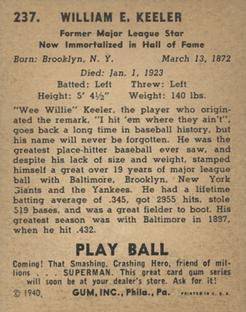 237. WILLIAM E. KEELER
Former Major League Star
Now Immortalized in Hall of Fame
Born: Brooklyn, N. Y. March 13, 1872
Died: Jan. 1, 1923
Batted: Left Threw: Left
Height: 5' 4½" Weight: 140 lbs.
"Wee Willie" Keeler, the player who origin-
ated the remark, "I hit 'em where they ain't",
goes back a long time in baseball history, but
his name will never be forgotten. He was the
greatest place-hitter baseball ever saw, and,
despite his lack of size and weight, stamped
himself a great over 19 years of major league
ball with Baltimore, Brooklyn, New York
Giants and the Yankees. He had a lifetime
batting average of .345, got 2955 hits, stole
519 bases, and was a great fielder to boot. His
greatest season was with Baltimore in 1897,
when he hit .432.
PLAY BALL
Coming! That Smashing, Crashing Hero, friend of mil-
lions . . . SUPERMAN. This great card gum series
will soon be at your dealer's store. Ask for it!
© 1940, GUM, INC., Phila., Pa. PRINTED IN U. S. A.